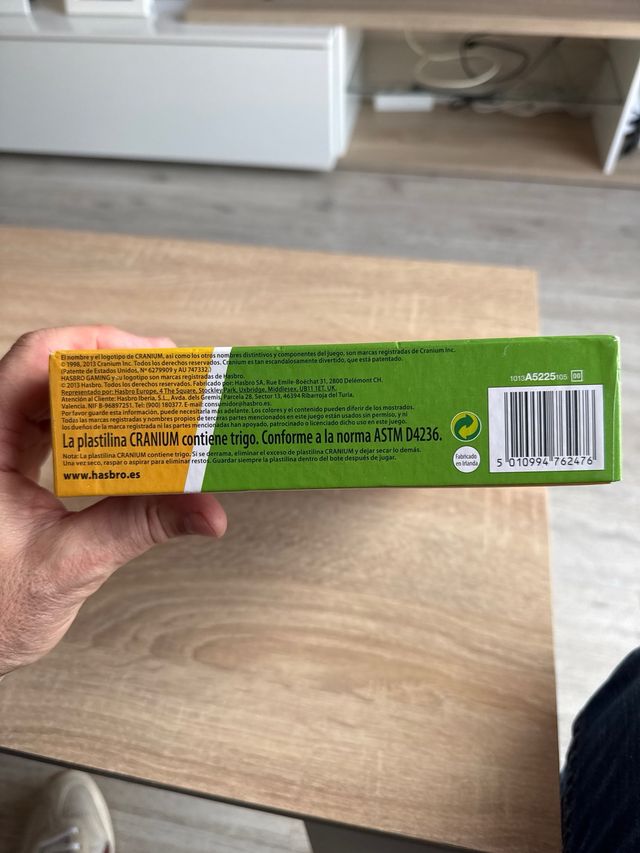 El nombre y el logotipo de CRANIUM, así como los otros nombres distintivos y componentes del juego, son marcas registradas de Cranium Inc.
© 1998, 2013 Cranium Inc. Todos los derechos reservados. Cranium es tan escandalosamente divertido, que está patentado.
(Patente de Estados Unidos, Nº 6279909 y AU 747332.)
HASBRO GAMING y su logotipo son marcas registradas de Hasbro.
© 2013 Hasbro. Todos los derechos reservados. Fabricado por: Hasbro SA, Rue Emile-Boéchat 31, 2800 Delémont CH.
Representado por: Hasbro Europe, 4 The Square, Stockley Park, Uxbridge, Middlesex, UB11 1ET, UK.
Atención al Cliente: Hasbro Iberia, S.L., Avda. dels Gremis, Parcela 28, Sector 13, 46394 Ribarroja del Turia,
Valencia. NIF B-96897251. Tel: (900) 180377. E-mail: consumidor@hasbro.es.
Por favor guarde esta información, puede necesitarla más adelante. Los colores y el contenido pueden diferir de los mostrados.
Todas las marcas registradas y nombres propios de terceras partes mencionados en este juego están usados sin permiso, y ni
los dueños de la marca registrada ni las partes mencionadas han apoyado, patrocinado o licenciado dicho uso en este juego.
La plastilina CRANIUM contiene trigo. Conforme a la norma ASTM D4236.
Nota: La plastilina CRANIUM contiene trigo. Si se derrama, eliminar el exceso de plastilina CRANIUM y dejar secar lo demás.
Una vez seco, raspar o aspirar para eliminar restos. Guardar siempre la plastilina dentro del bote después de jugar.
www.hasbro.es
Fabricado
en Irlanda
1013A5225105 00
5 010994 762476